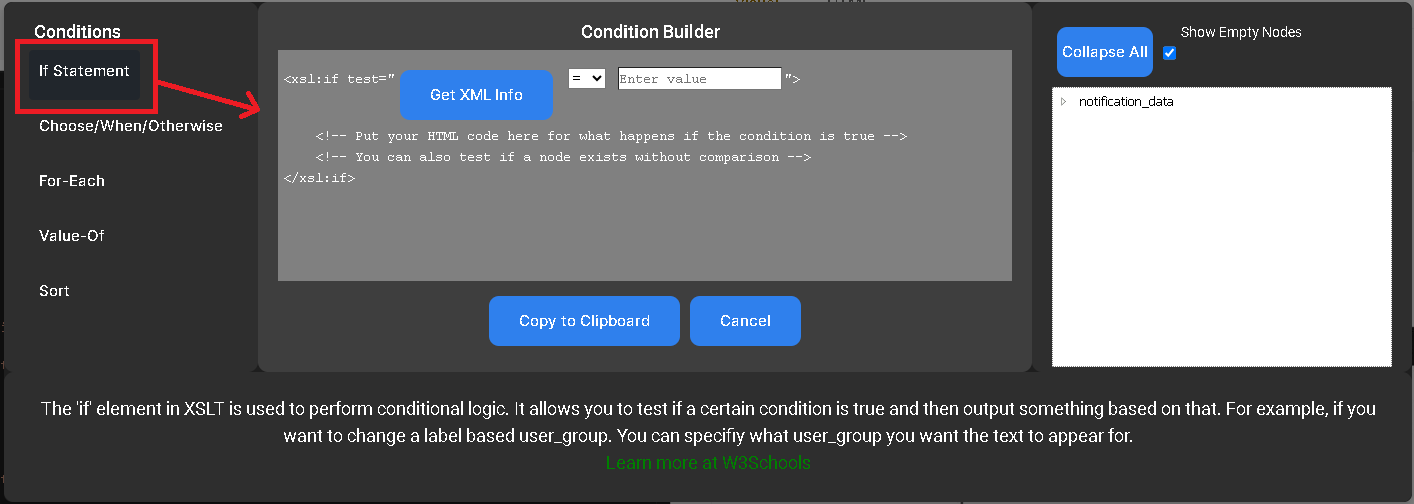 Conditions
If Statement
Choose/When/Otherwise
For-Each
Value-Of
Sort
Condition Builder
<xsl:if test=" Get XML Info = Enter value ">
<!-- Put your HTML code here for what happens if the condition is true -->
<!-- You can also test if a node exists without comparison -->
</xsl:if>
Copy to Clipboard Cancel
Show Empty Nodes
Collapse All
notification_data
The 'if' element in XSLT is used to perform conditional logic. It allows you to test if a certain condition is true and then output something based on that. For example, if you
want to change a label based user_group. You can specifiy what user_group you want the text to appear for.
Learn more at W3Schools